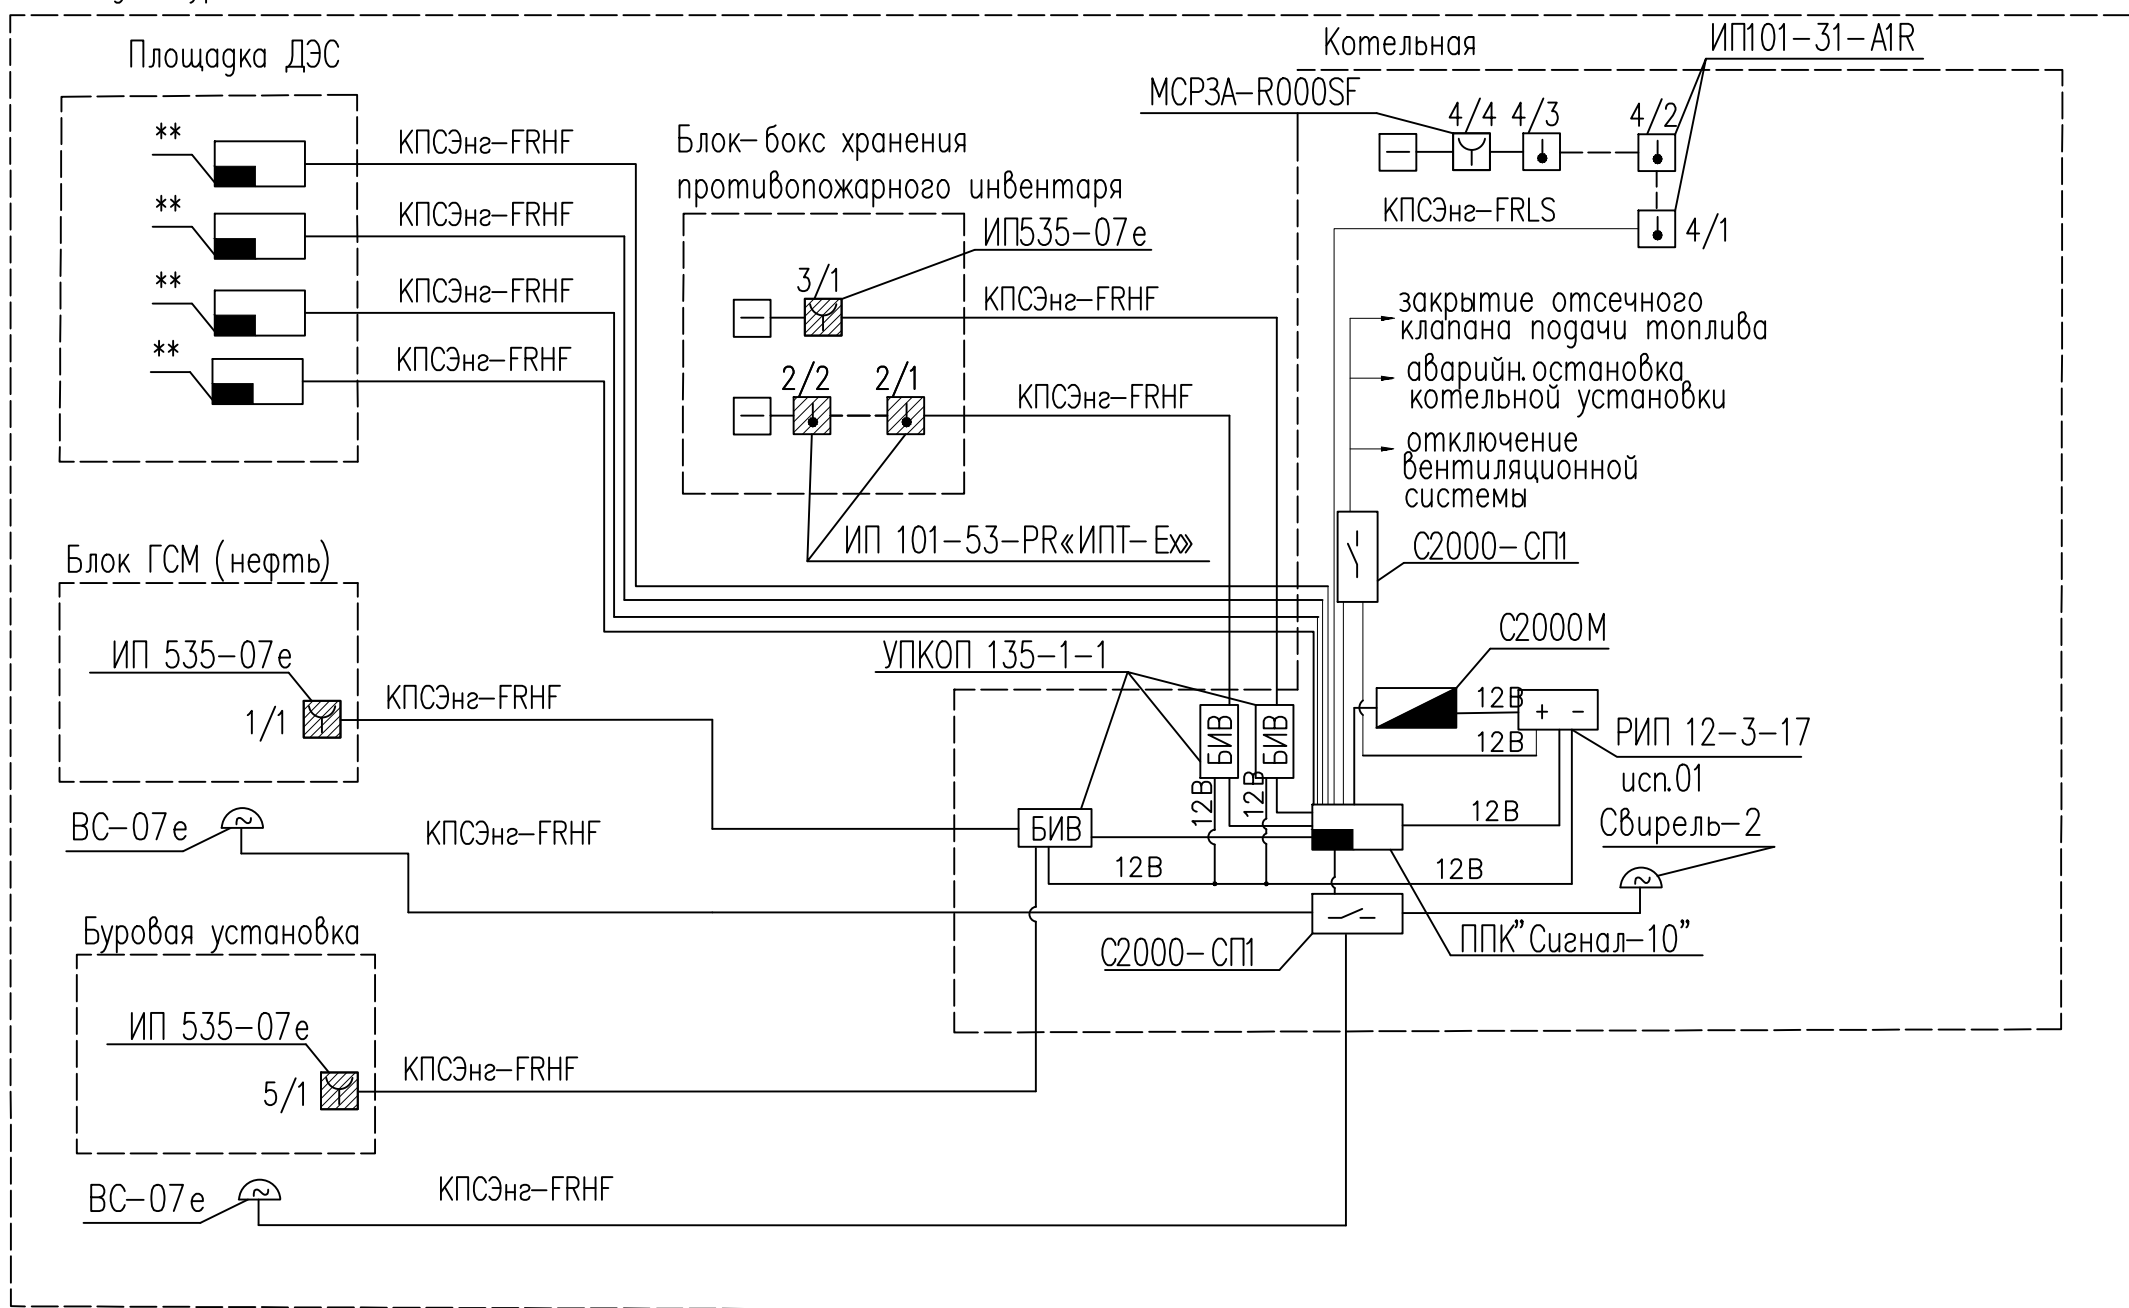 Площадка ДЭС
**
КПСЭнг-FRHF
**
КПСЭнг-FRHF
**
КПСЭнг-FRHF
**
КПСЭнг-FRHF
Блок-бокс хранения
противопожарного инвентаря
ИП535-07е
3/1
КПСЭнг-FRHF
2/2
2/1
КПСЭнг-FRHF
ИП 101-53-PR«ИПТ-Ех»
Котельная
ИП101-31-А1R
МСРЗА-R000SF
4/4
4/3
4/2
КПСЭнг-FRLS
4/1
закрытие отсечного
клапана подачи топлива
аварийн.остановка
котельной установки
отключение
вентиляционной
системы
С2000-СП1
С2000М
12В
12В
РИП 12-3-17
исп.01
12В
Свирель-2
Блок ГСМ (нефть)
ИП 535-07е
1/1
КПСЭнг-FRHF
УПКОП 135-1-1
БИВ
БИВ
12В
12В
БИВ
12В
12В
ВС-07е
КПСЭнг-FRHF
С2000-СП1
ППК"Сигнал-10"
Буровая установка
ИП 535-07е
5/1
КПСЭнг-FRHF
ВС-07е
КПСЭнг-FRHF